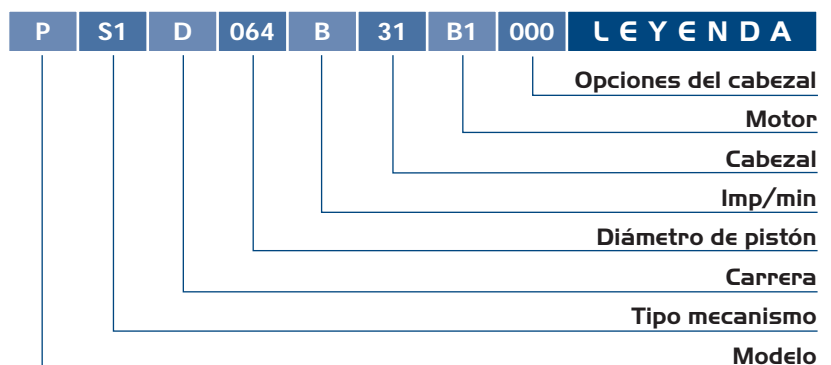 P S1 D 064 B 31 B1 000 LEYENDA
Opciones del cabezal
Motor
Cabezal
Imp/min
Diámetro de pistón
Carrera
Tipo mecanismo
Modelo